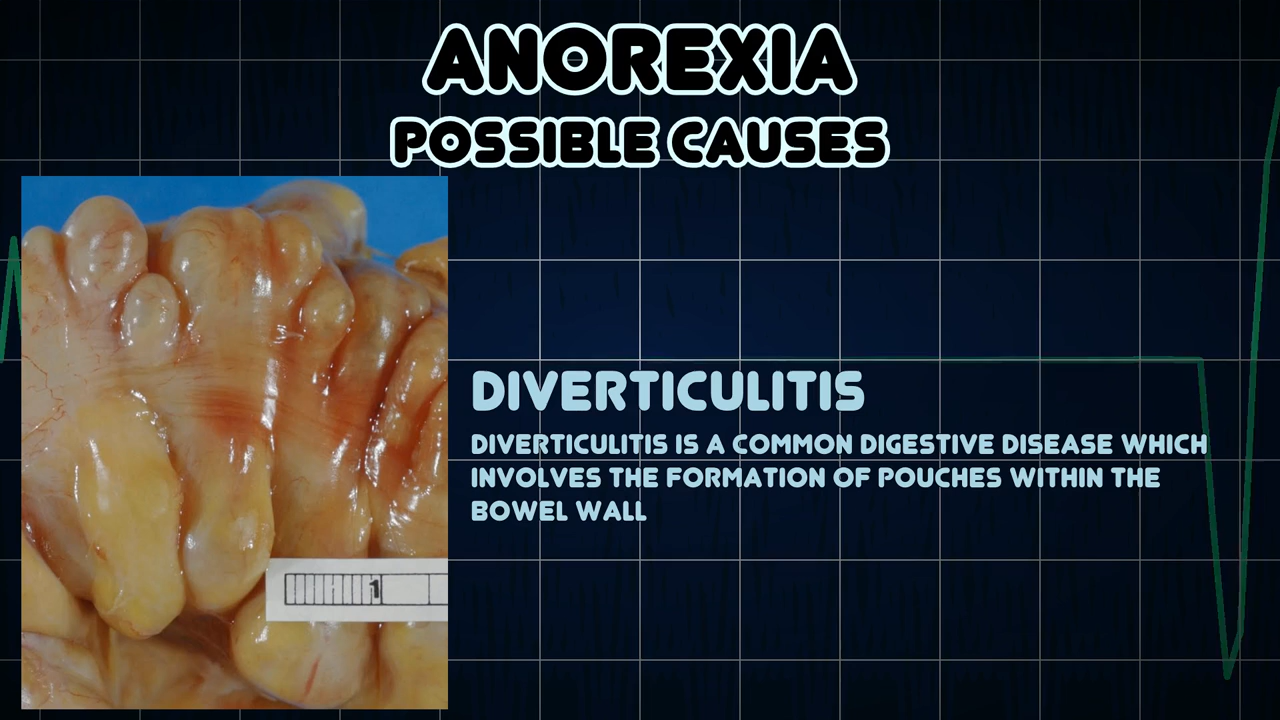 ANOREXIA
POSSIBLE CAUSES
DIVERTICULITIS
DIVERTICULITIS IS A COMMON DIGESTIVE DISEASE WHICH
INVOLVES THE FORMATION OF POUCHES WITHIN THE
BOWEL WALL
1